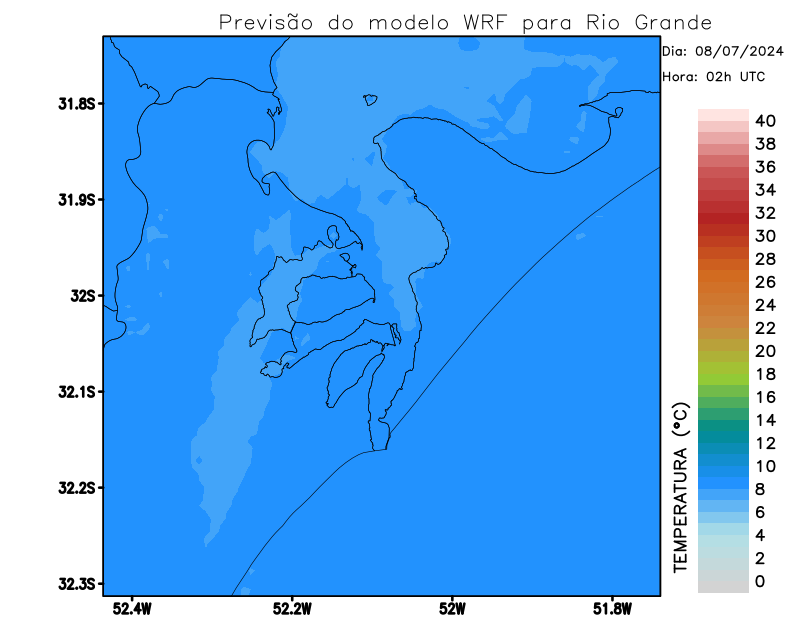 Previsão do modelo WRF para Rio Grande
Dia: 08/07/2024
Hora: 02h UTC
31.8S
31.9S
32S
32.1S
32.2S
32.3S
52.4W
52.2W
52W
51.8W
TEMPERATURA (°C)
40
38
36
34
32
30
28
26
24
22
20
18
16
14
12
10
8
6
4
2
0